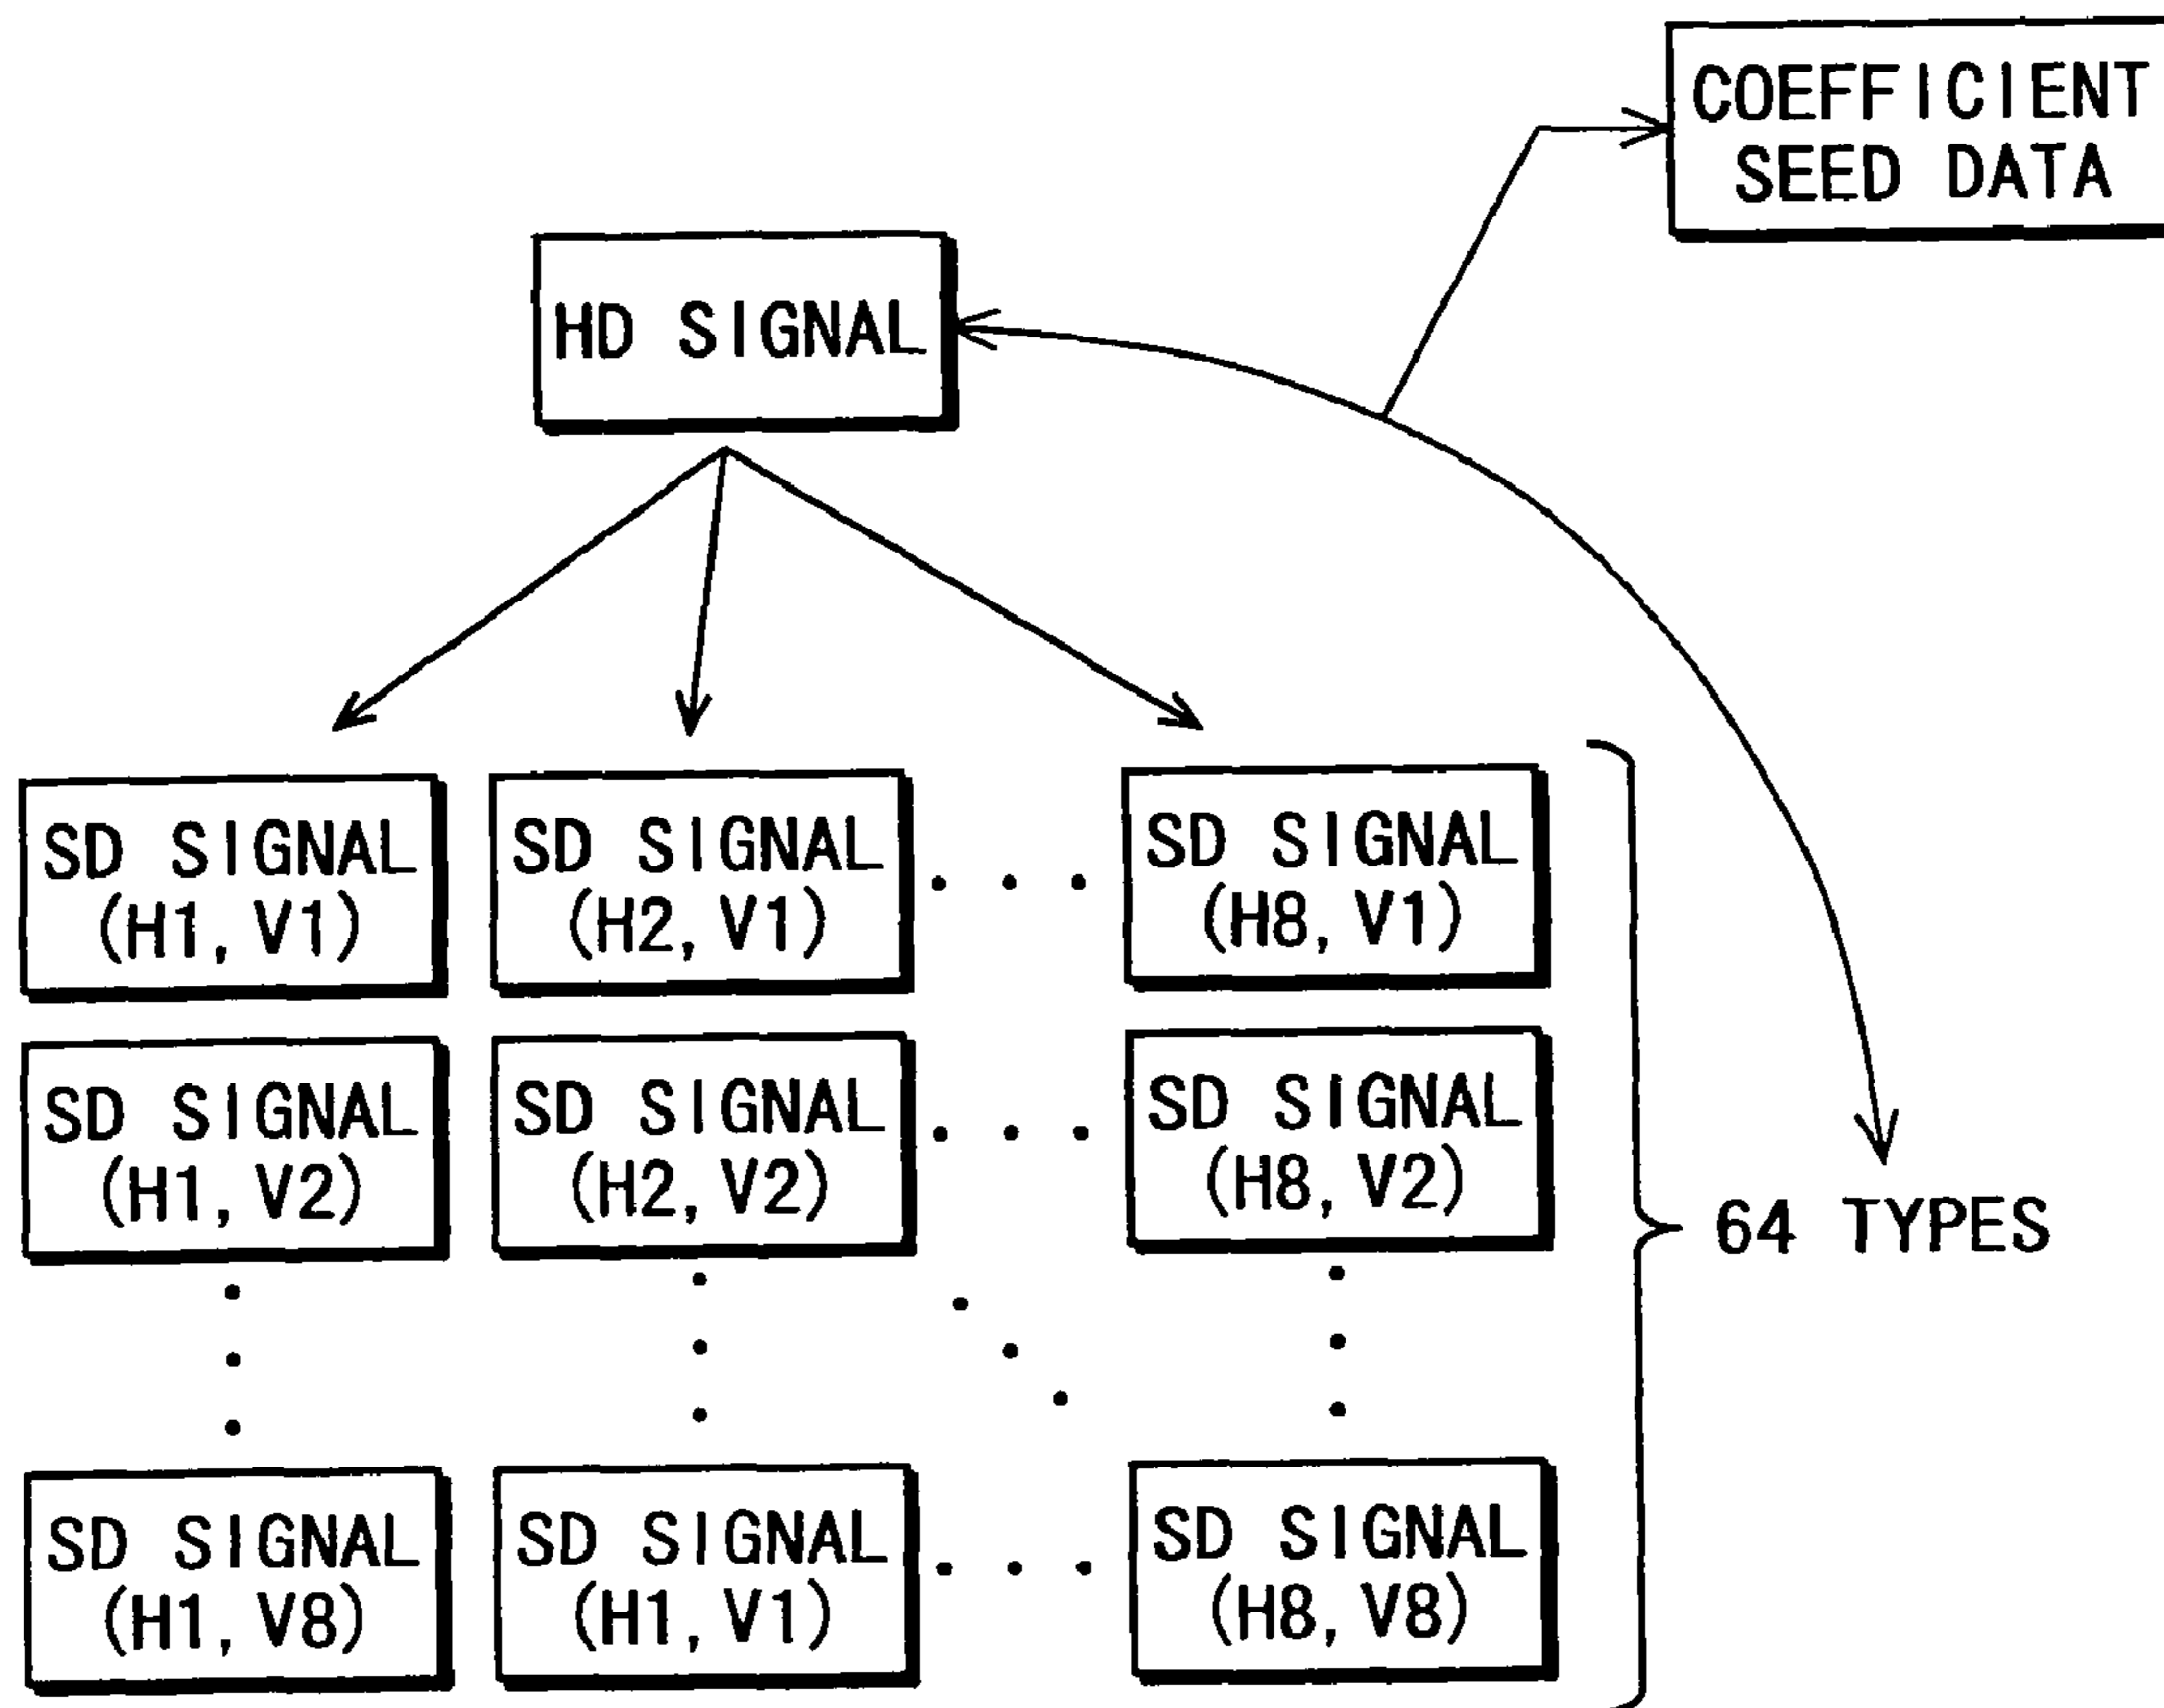 COEFFICIENT
SEED DATA
HD SIGNAL
SD SIGNAL
(H1, V1)
SD SIGNAL
(H2, V1)
SD SIGNAL
(H8, V1)
SD SIGNAL
(H1, V2)
SD SIGNAL
(H2, V2)
SD SIGNAL
(H8, V2)
64 TYPES
SD SIGNAL
(H1, V8)
SD SIGNAL
(H1, V1)
SD SIGNAL
(H8, V8)